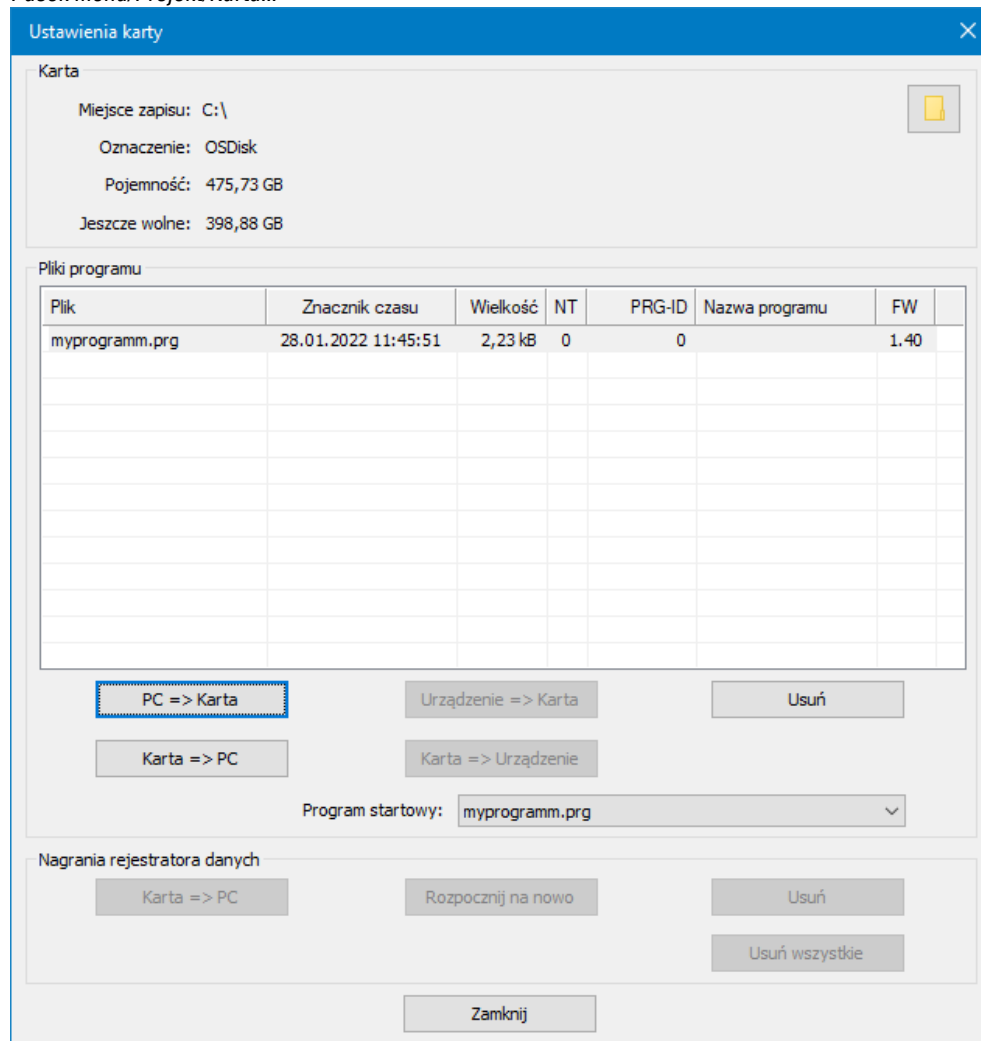 Ustawienia karty
Karta
Miejsce zapisu: C:\
Oznaczenie: OSDisk
Pojemność: 475,73 GB
Jeszcze wolne: 398,88 GB
Pliki programu
Plik Znacznik czasu Wielkość NT PRG-ID Nazwa programu FW
myprogramm.prg 28.01.2022 11:45:51 2,23 kB 0 0 1.40
PC => Karta Urządzenie => Karta Usuń
Karta => PC Karta => Urządzenie
Program startowy: myprogramm.prg
Nagrania rejestratora danych
Karta => PC Rozpocznij na nowo Usuń
Usuń wszystkie
Zamknij